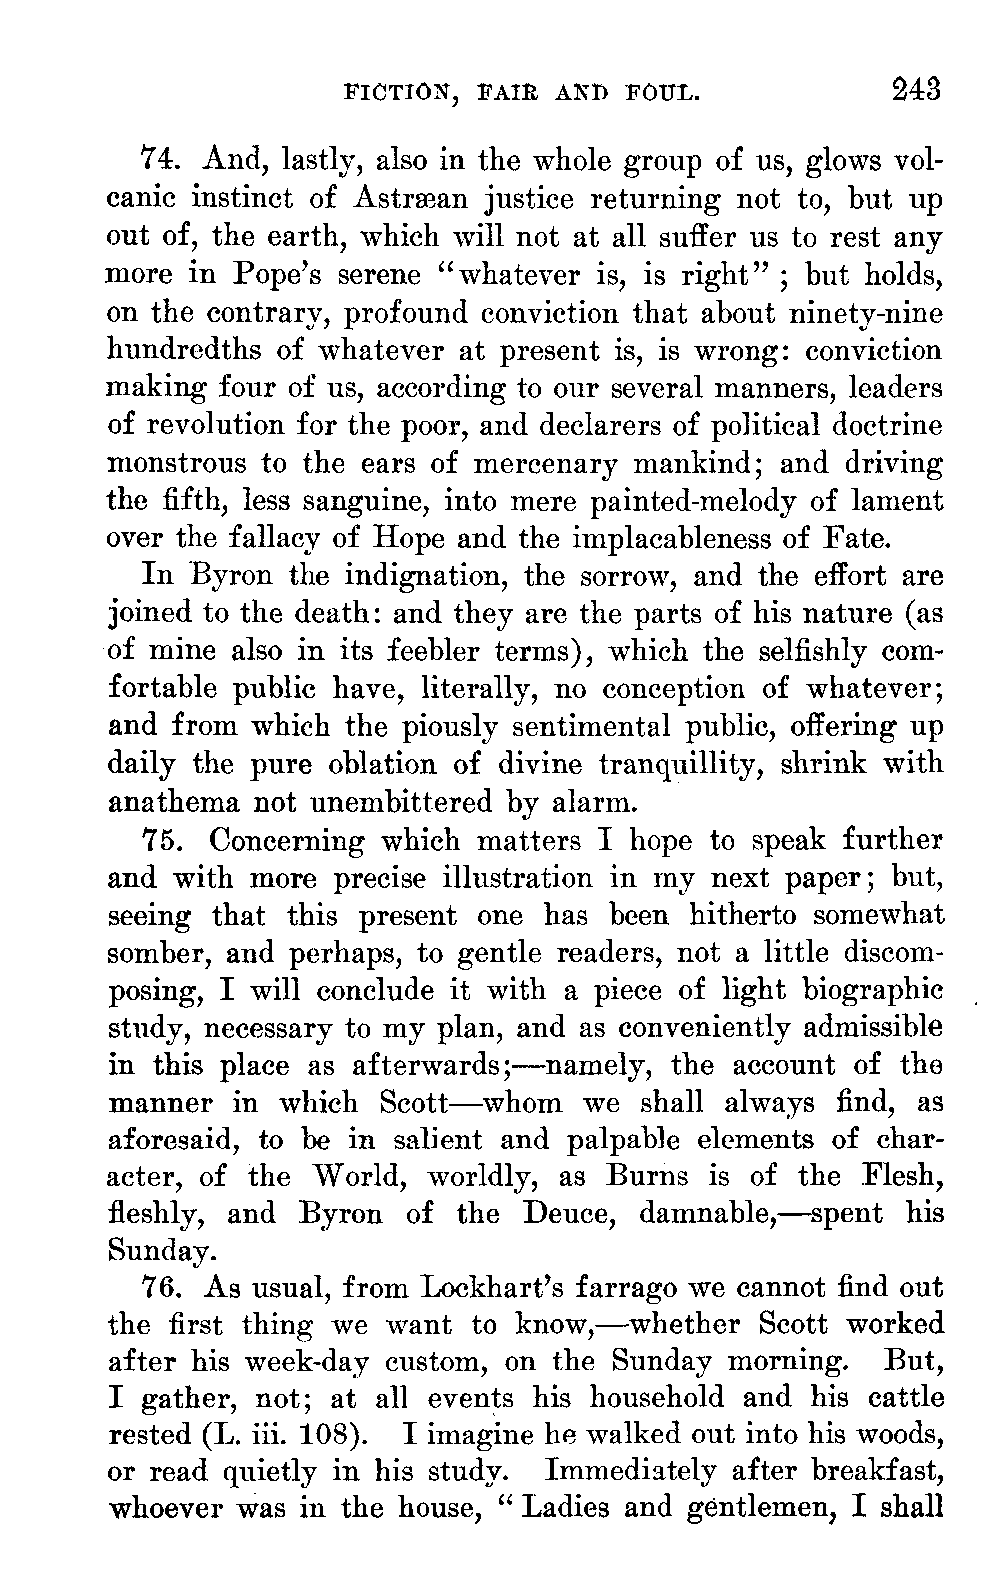 FICTION, FAIR AND FOUL. 243
74. And, lastly, also in the whole group of us, glows vol-
canic instinct of Astræan justice returning not to, but up
out of, the earth, which will not at all suffer us to rest any
more in Pope's serene "whatever is, is right"; but holds,
on the contrary, profound conviction that about ninety-nine
hundredths of whatever at present is, is wrong: conviction
making four of us, according to our several manners, leaders
of revolution for the poor, and declarers of political doctrine
monstrous to the ears of mercenary mankind; and driving
the fifth, less sanguine, into mere painted-melody of lament
over the fallacy of Hope and the implacableness of Fate.
In Byron the indignation, the sorrow, and the effort are
joined to the death: and they are the parts of his nature (as
of mine also in its feebler terms), which the selfishly com-
fortable public have, literally, no conception of whatever;
and from which the piously sentimental public, offering up
daily the pure oblation of divine tranquillity, shrink with
anathema not unembittered by alarm.
75. Concerning which matters I hope to speak further
and with more precise illustration in my next paper; but,
seeing that this present one has been hitherto somewhat
somber, and perhaps, to gentle readers, not a little discom-
posing, I will conclude it with a piece of light biographic
study, necessary to my plan, and as conveniently admissible
in this place as afterwards;—namely, the account of the
manner in which Scott—whom we shall always find, as
aforesaid, to be in salient and palpable elements of char-
acter, of the World, worldly, as Burns is of the Flesh,
fleshly, and Byron of the Deuce, damnable,—spent his
Sunday.
76. As usual, from Lockhart's farrago we cannot find out
the first thing we want to know,—whether Scott worked
after his week-day custom, on the Sunday morning. But,
I gather, not; at all events his household and his cattle
rested (L. iii. 108). I imagine he walked out into his woods,
or read quietly in his study. Immediately after breakfast,
whoever was in the house, "Ladies and gentlemen, I shall